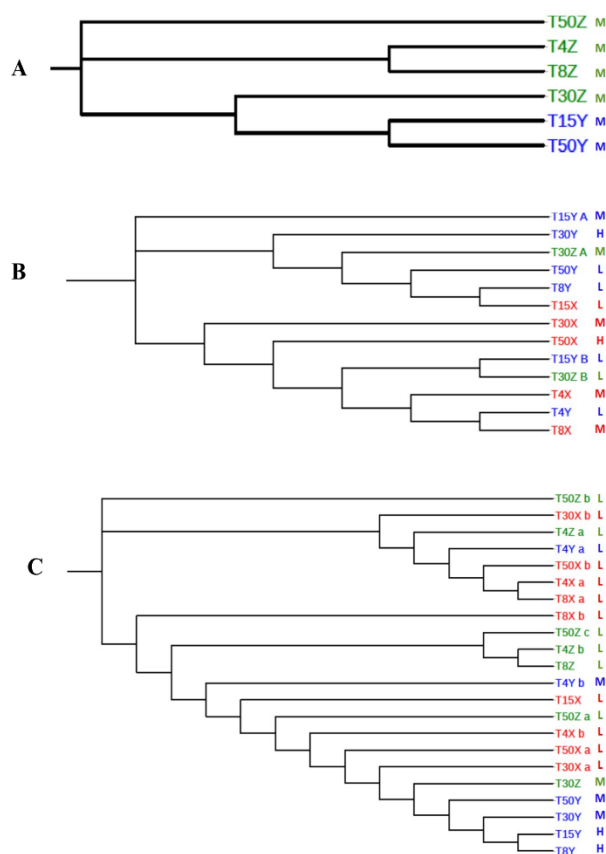 A
T50Z M
T4Z M
T8Z M
T30Z M
T15Y M
T50Y M
B
T15Y A M
T30Y H
T30Z A M
T50Y L
T8Y L
T15X L
T30X M
T50X H
T15Y B L
T30Z B L
T4X M
T4Y L
T8X M
C
T50Z b L
T30X b L
T4Z a L
T4Y a L
T50X b L
T4X a L
T8X a L
T8X b L
T50Z c L
T4Z b L
T8Z L
T4Y b M
T15X L
T50Z a L
T4X b L
T50X a L
T30X a L
T30Z M
T50Y M
T30Y M
T15Y H
T8Y H